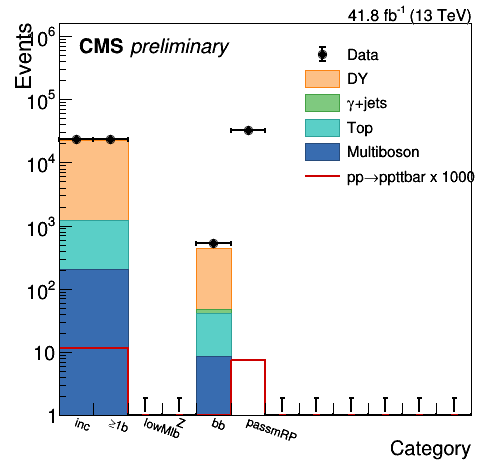 41.8 fb⁻¹ (13 TeV)
Events
CMS preliminary
Data
DY
γ+jets
Top
Multiboson
pp→ppttbar x 1000
10⁶
10⁵
10⁴
10³
10²
10
1
inc ≥1b lowMlb Z bb passmRP
Category